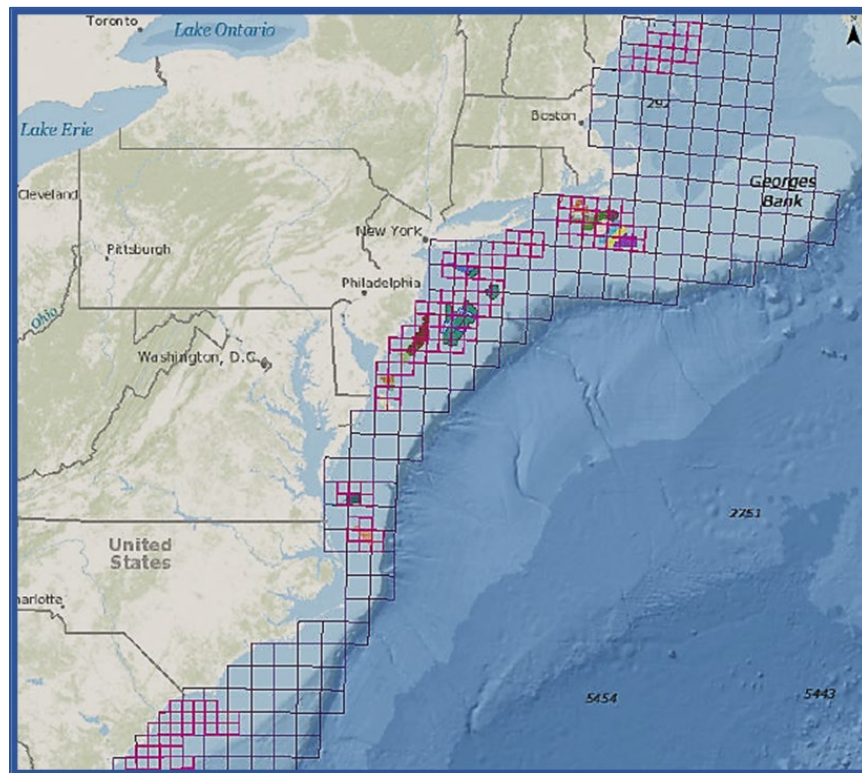 Toronto
Lake Ontario
Boston
292
Lake Erie
Georges
Bank
Cleveland
New York
Pittsburgh
Philadelphia
Ohio
Washington, D.C.
2751
United
States
harlotte
5454
5443